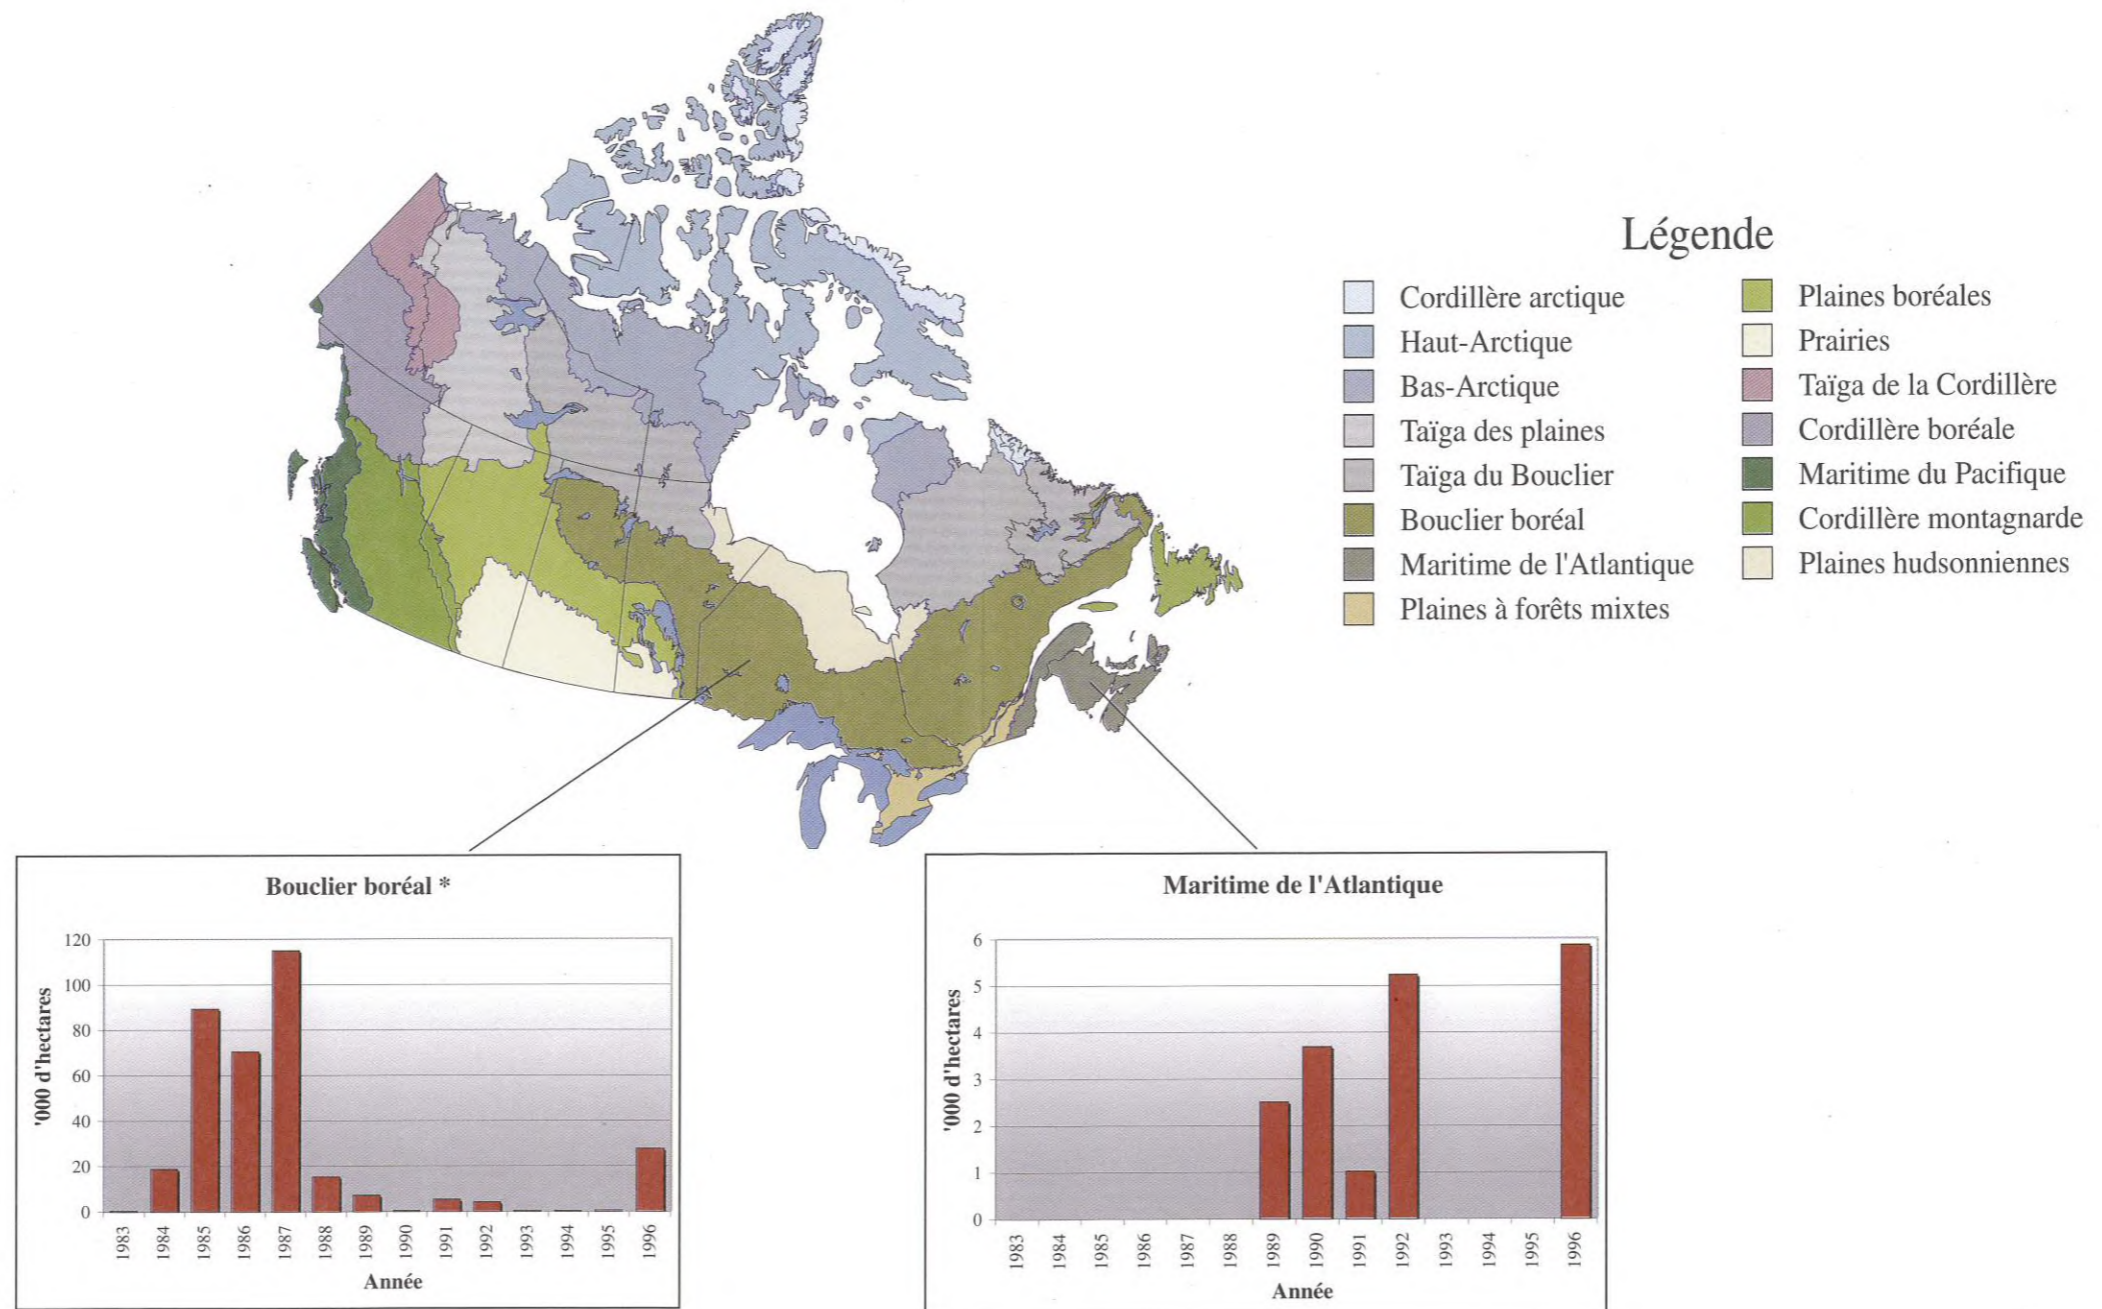 Légende
Cordillère arctique
Haut-Arctique
Bas-Arctique
Taïga des plaines
Taïga du Bouclier
Bouclier boréal
Maritime de l'Atlantique
Plaines à forêts mixtes
Plaines boréales
Prairies
Taïga de la Cordillère
Cordillère boréale
Maritime du Pacifique
Cordillère montagnarde
Plaines hudsonniennes
Bouclier boréal *
'000 d'hectares
120
100
80
60
40
20
0
1983
1984
1985
1986
1987
1988
1989
1990
1991
1992
1993
1994
1995
1996
Année
Maritime de l'Atlantique
'000 d'hectares
6
5
4
3
2
1
0
1983
1984
1985
1986
1987
1988
1989
1990
1991
1992
1993
1994
1995
1996
Année